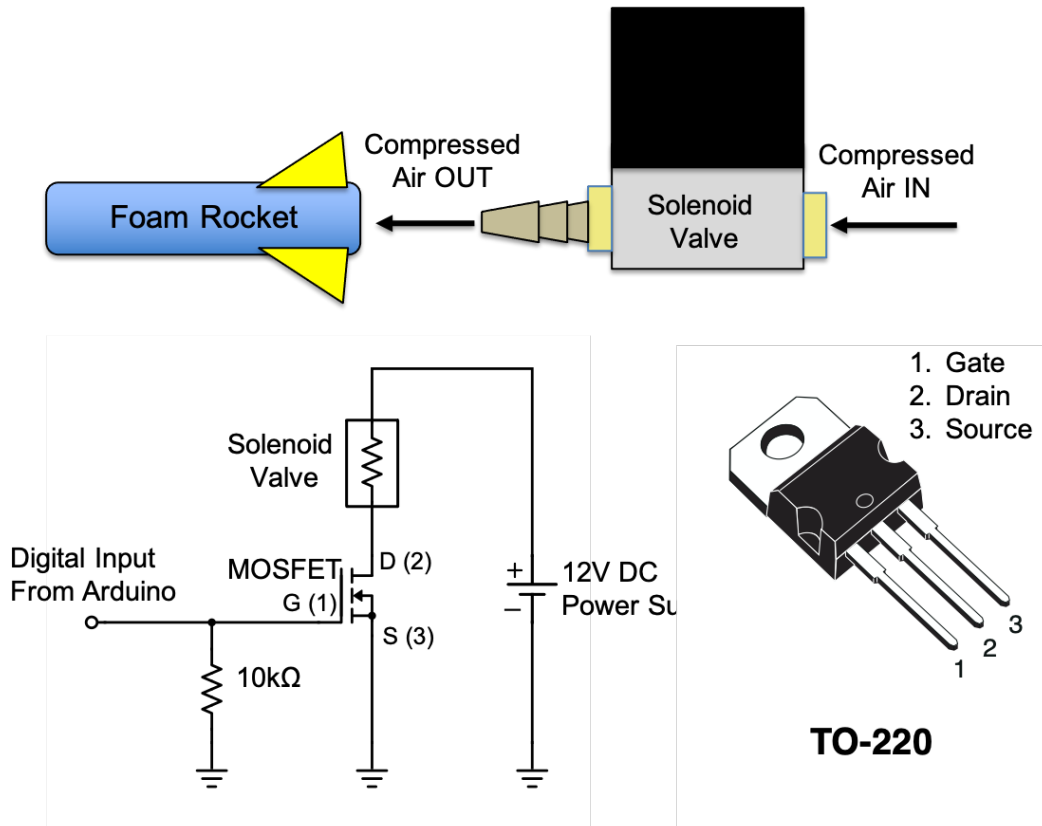 Compressed
Air OUT
Compressed
Air IN
Foam Rocket
Solenoid
Valve
1. Gate
2. Drain
3. Source
Solenoid
Valve
Digital Input
From Arduino
MOSFET
D (2)
G (1)
S (3)
+
–
12V DC
Power Su
10kΩ
1
2
3
TO-220